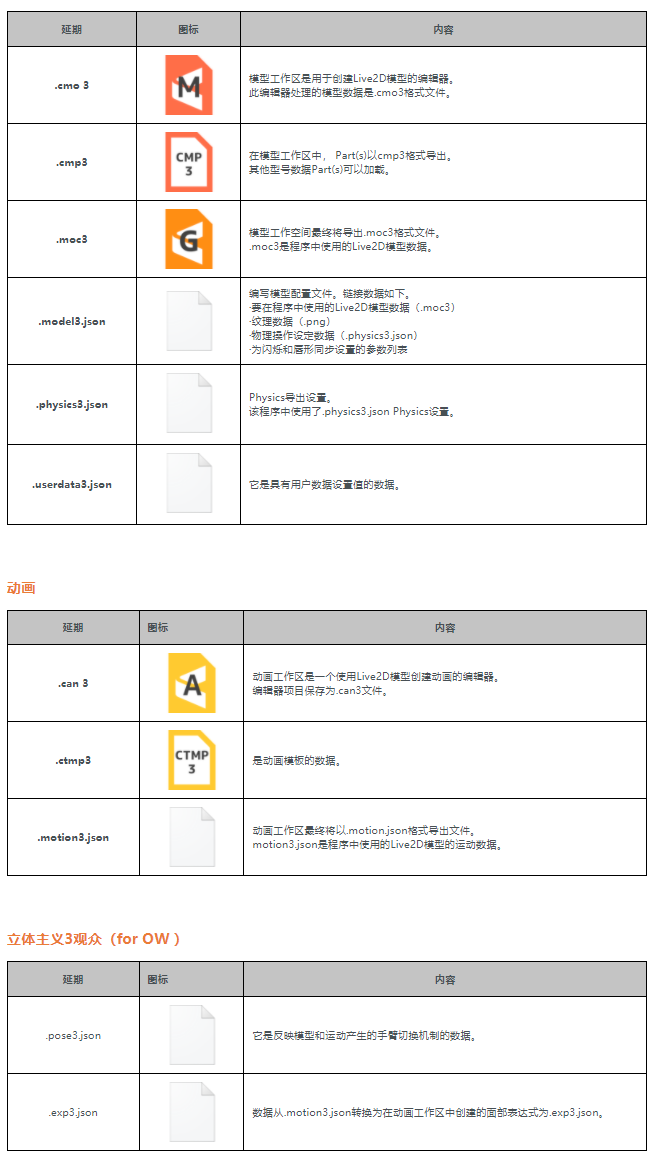 延期 图标 内容
.cmo 3
M
模型工作区是用于创建Live2D模型的编辑器。
此编辑器处理的模型数据是.cmo3格式文件。
.cmp3
CMP
3
在模型工作区中， Part(s)以cmp3格式导出。
其他型号数据Part(s)可以加载。
.moc3
G
模型工作空间最终将导出.moc3格式文件。
.moc3是程序中使用的Live2D模型数据。
.model3.json
编写模型配置文件。链接数据如下。
·要在程序中使用的Live2D模型数据（.moc3）
·纹理数据（.png）
·物理操作设定数据（.physics3.json）
·为闪烁和唇形同步设置的参数列表
.physics3.json
Physics导出设置。
该程序中使用了.physics3.json Physics设置。
.userdata3.json
它是具有用户数据设置值的数据。
动画
延期 图标 内容
.can 3
A
动画工作区是一个使用Live2D模型创建动画的编辑器。
编辑器项目保存为.can3文件。
.ctmp3
CTMP
3
是动画模板的数据。
.motion3.json
动画工作区最终将以.motion.json格式导出文件。
motion3.json是程序中使用的Live2D模型的运动数据。
立体主义3观众（for OW ）
延期 图标 内容
.pose3.json
它是反映模型和运动产生的手臂切换机制的数据。
.exp3.json
数据从.motion3.json转换为在动画工作区中创建的面部表达式为.exp3.json。